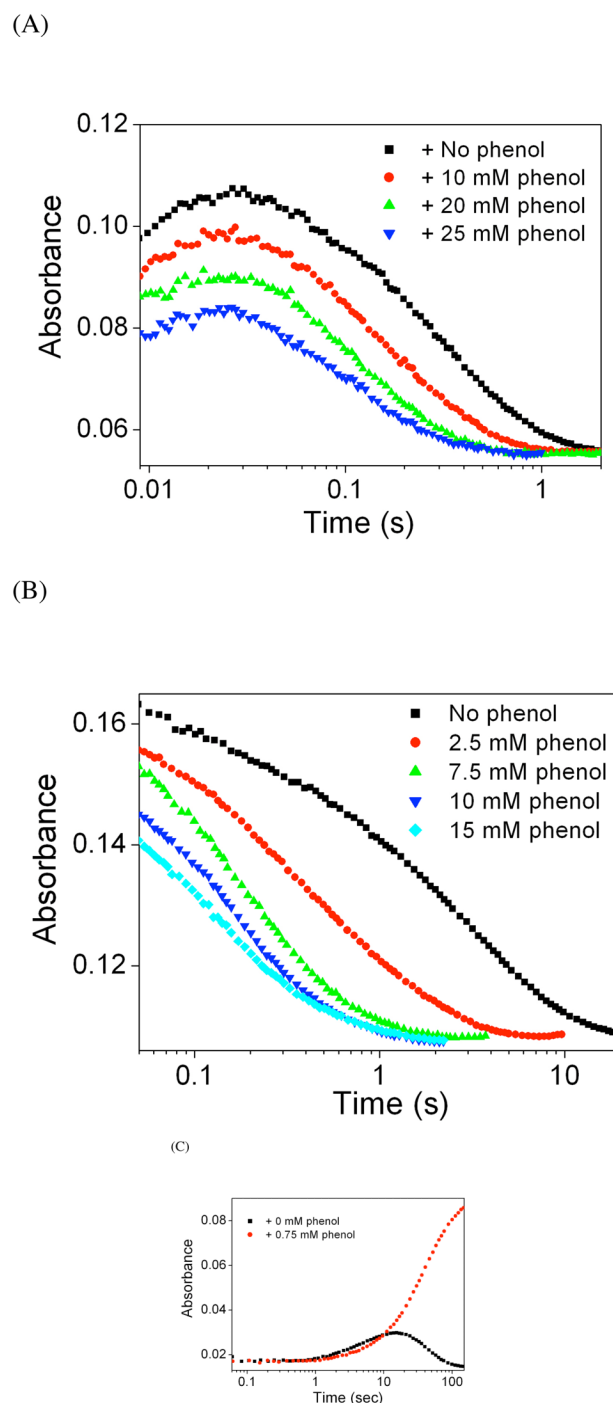 (A)
0.12
0.10
0.08
0.06
Absorbance
+ No phenol
+ 10 mM phenol
+ 20 mM phenol
+ 25 mM phenol
0.01
0.1
1
Time (s)
(B)
0.16
0.14
0.12
Absorbance
No phenol
2.5 mM phenol
7.5 mM phenol
10 mM phenol
15 mM phenol
0.1
1
10
Time (s)
(C)
0.08
0.06
0.04
0.02
Absorbance
+ 0 mM phenol
+ 0.75 mM phenol
0.1
1
10
100
Time (sec)